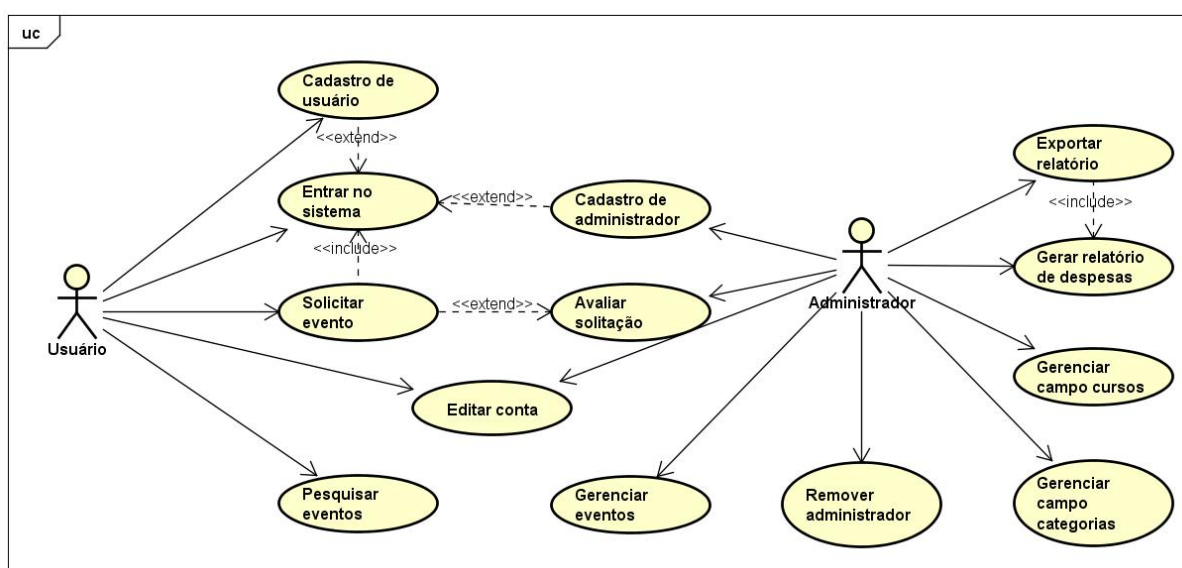 uc
Cadastro de
usuário
<<extend>>
Entrar no
sistema
<<extend>>
Cadastro de
administrador
<<include>>
Solicitar
evento
<<extend>>
Avaliar
solitação
Usuário
Editar conta
Pesquisar
eventos
Gerenciar
eventos
Remover
administrador
Administrador
Exportar
relatório
<<include>>
Gerar relatório
de despesas
Gerenciar
campo cursos
Gerenciar
campo
categorias